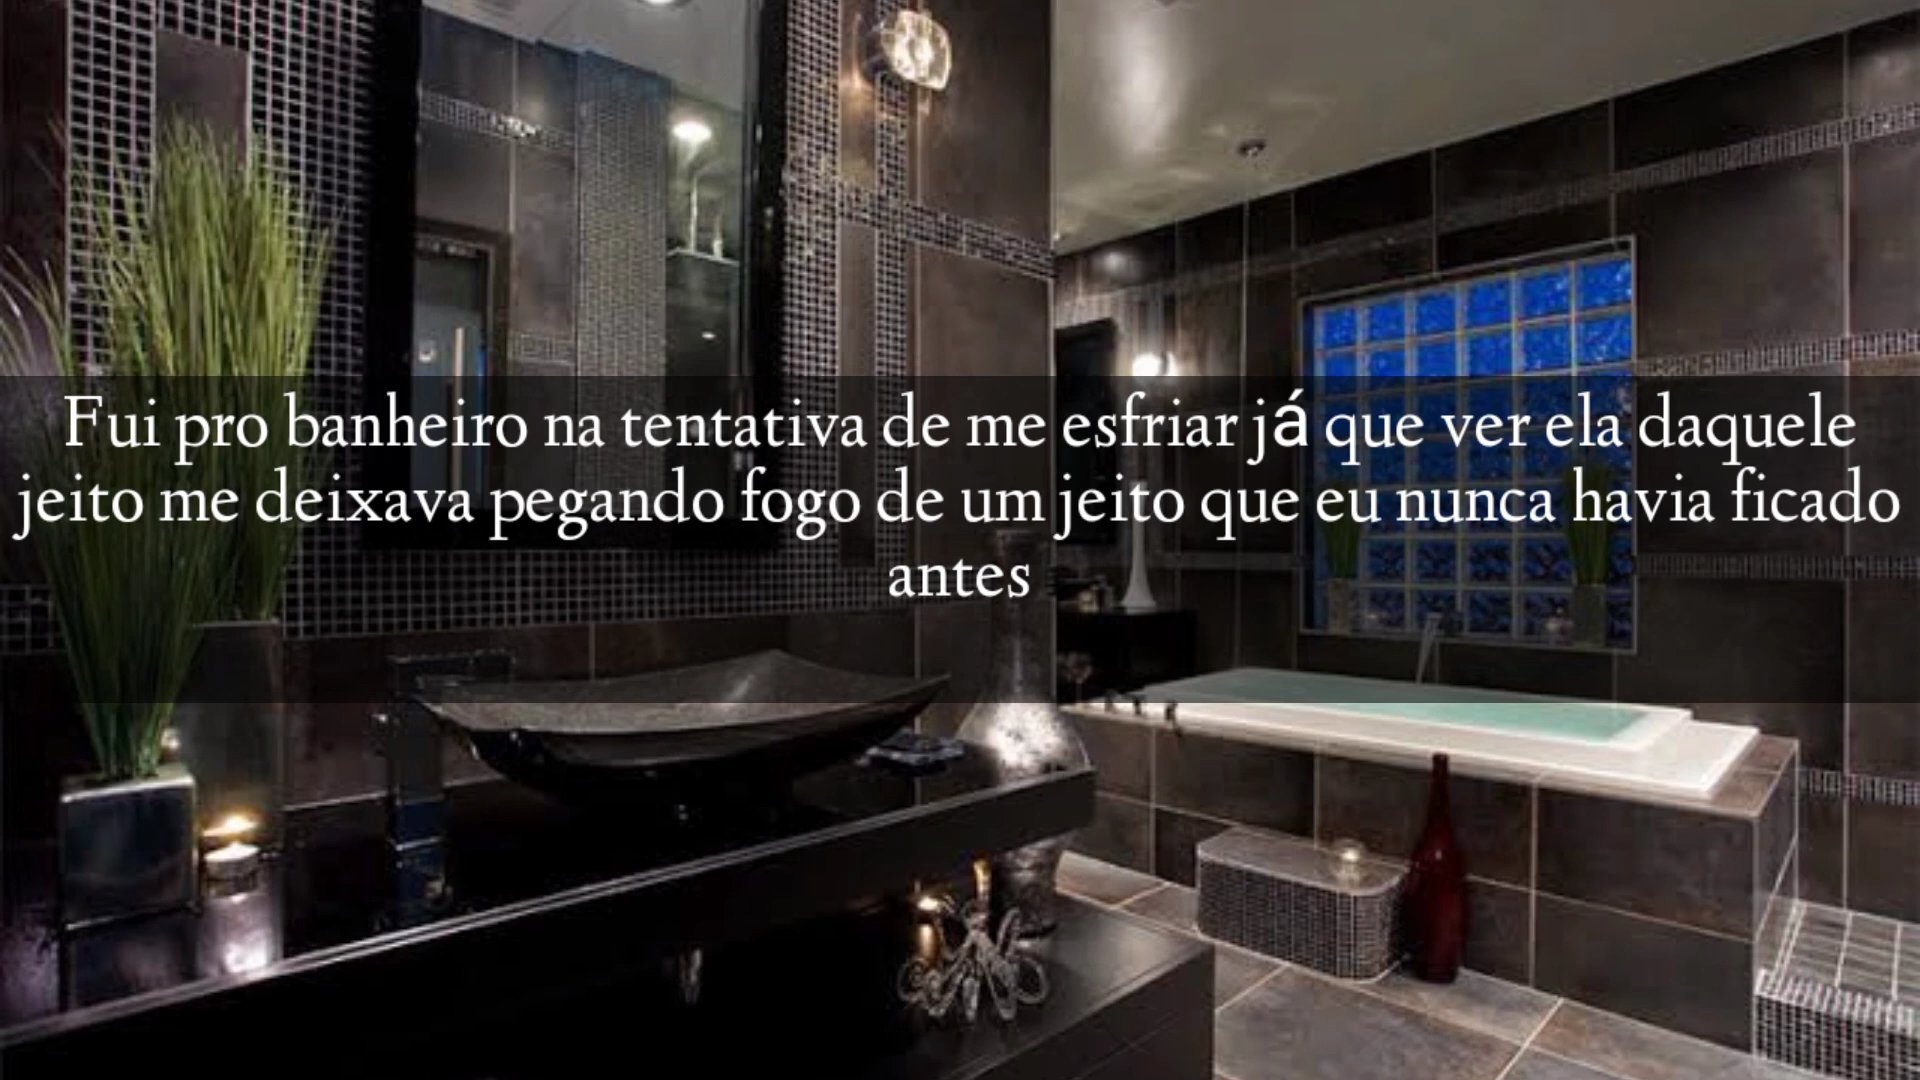 Fui pro banheiro na tentativa de me esfriar já que ver ela daquele
jeito me deixava pegando fogo de um jeito que eu nunca havia ficado
antes